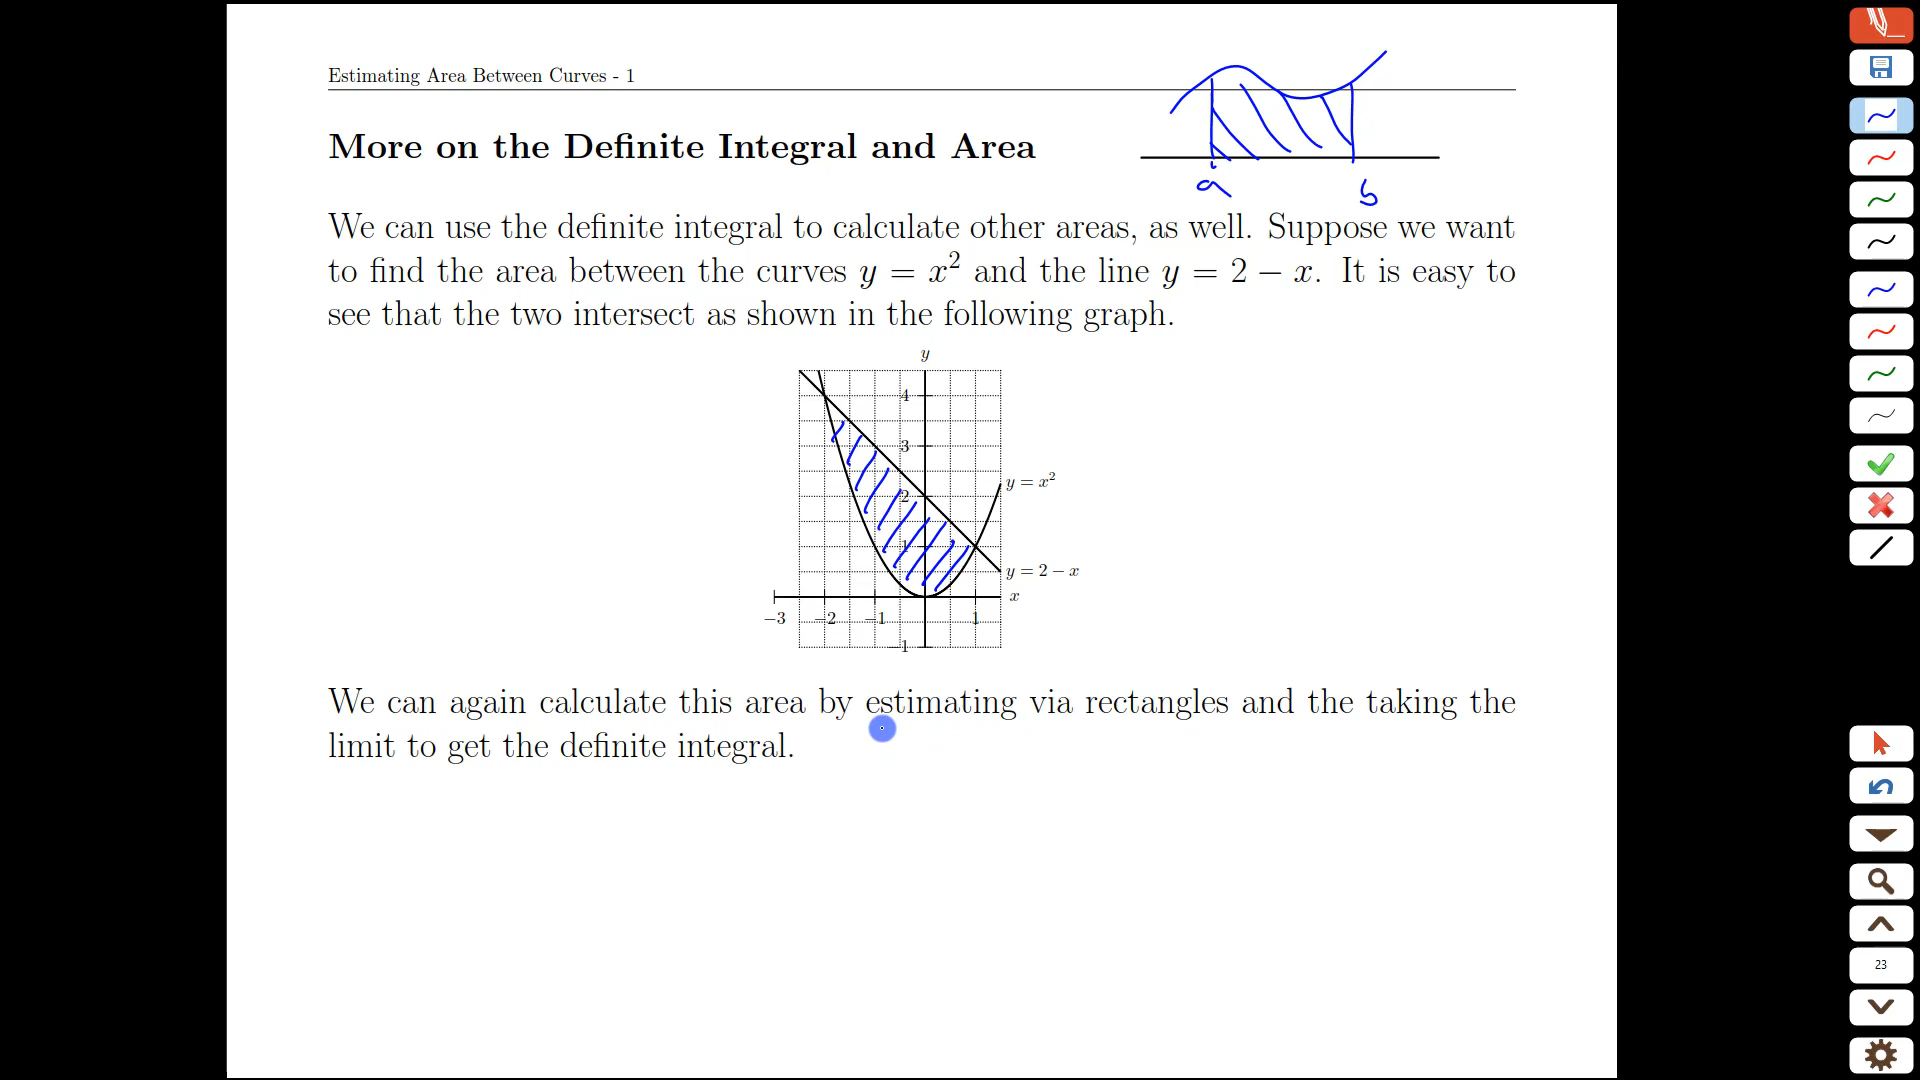 Estimating Area Between Curves - 1
More on the Definite Integral and Area
a b
We can use the definite integral to calculate other areas, as well. Suppose we want
to find the area between the curves y = x² and the line y = 2 − x. It is easy to
see that the two intersect as shown in the following graph.
y
4
3
2
1
y = x²
y = 2 − x
x
−3 −2 −1 1
−1
We can again calculate this area by estimating via rectangles and the taking the
limit to get the definite integral.
23